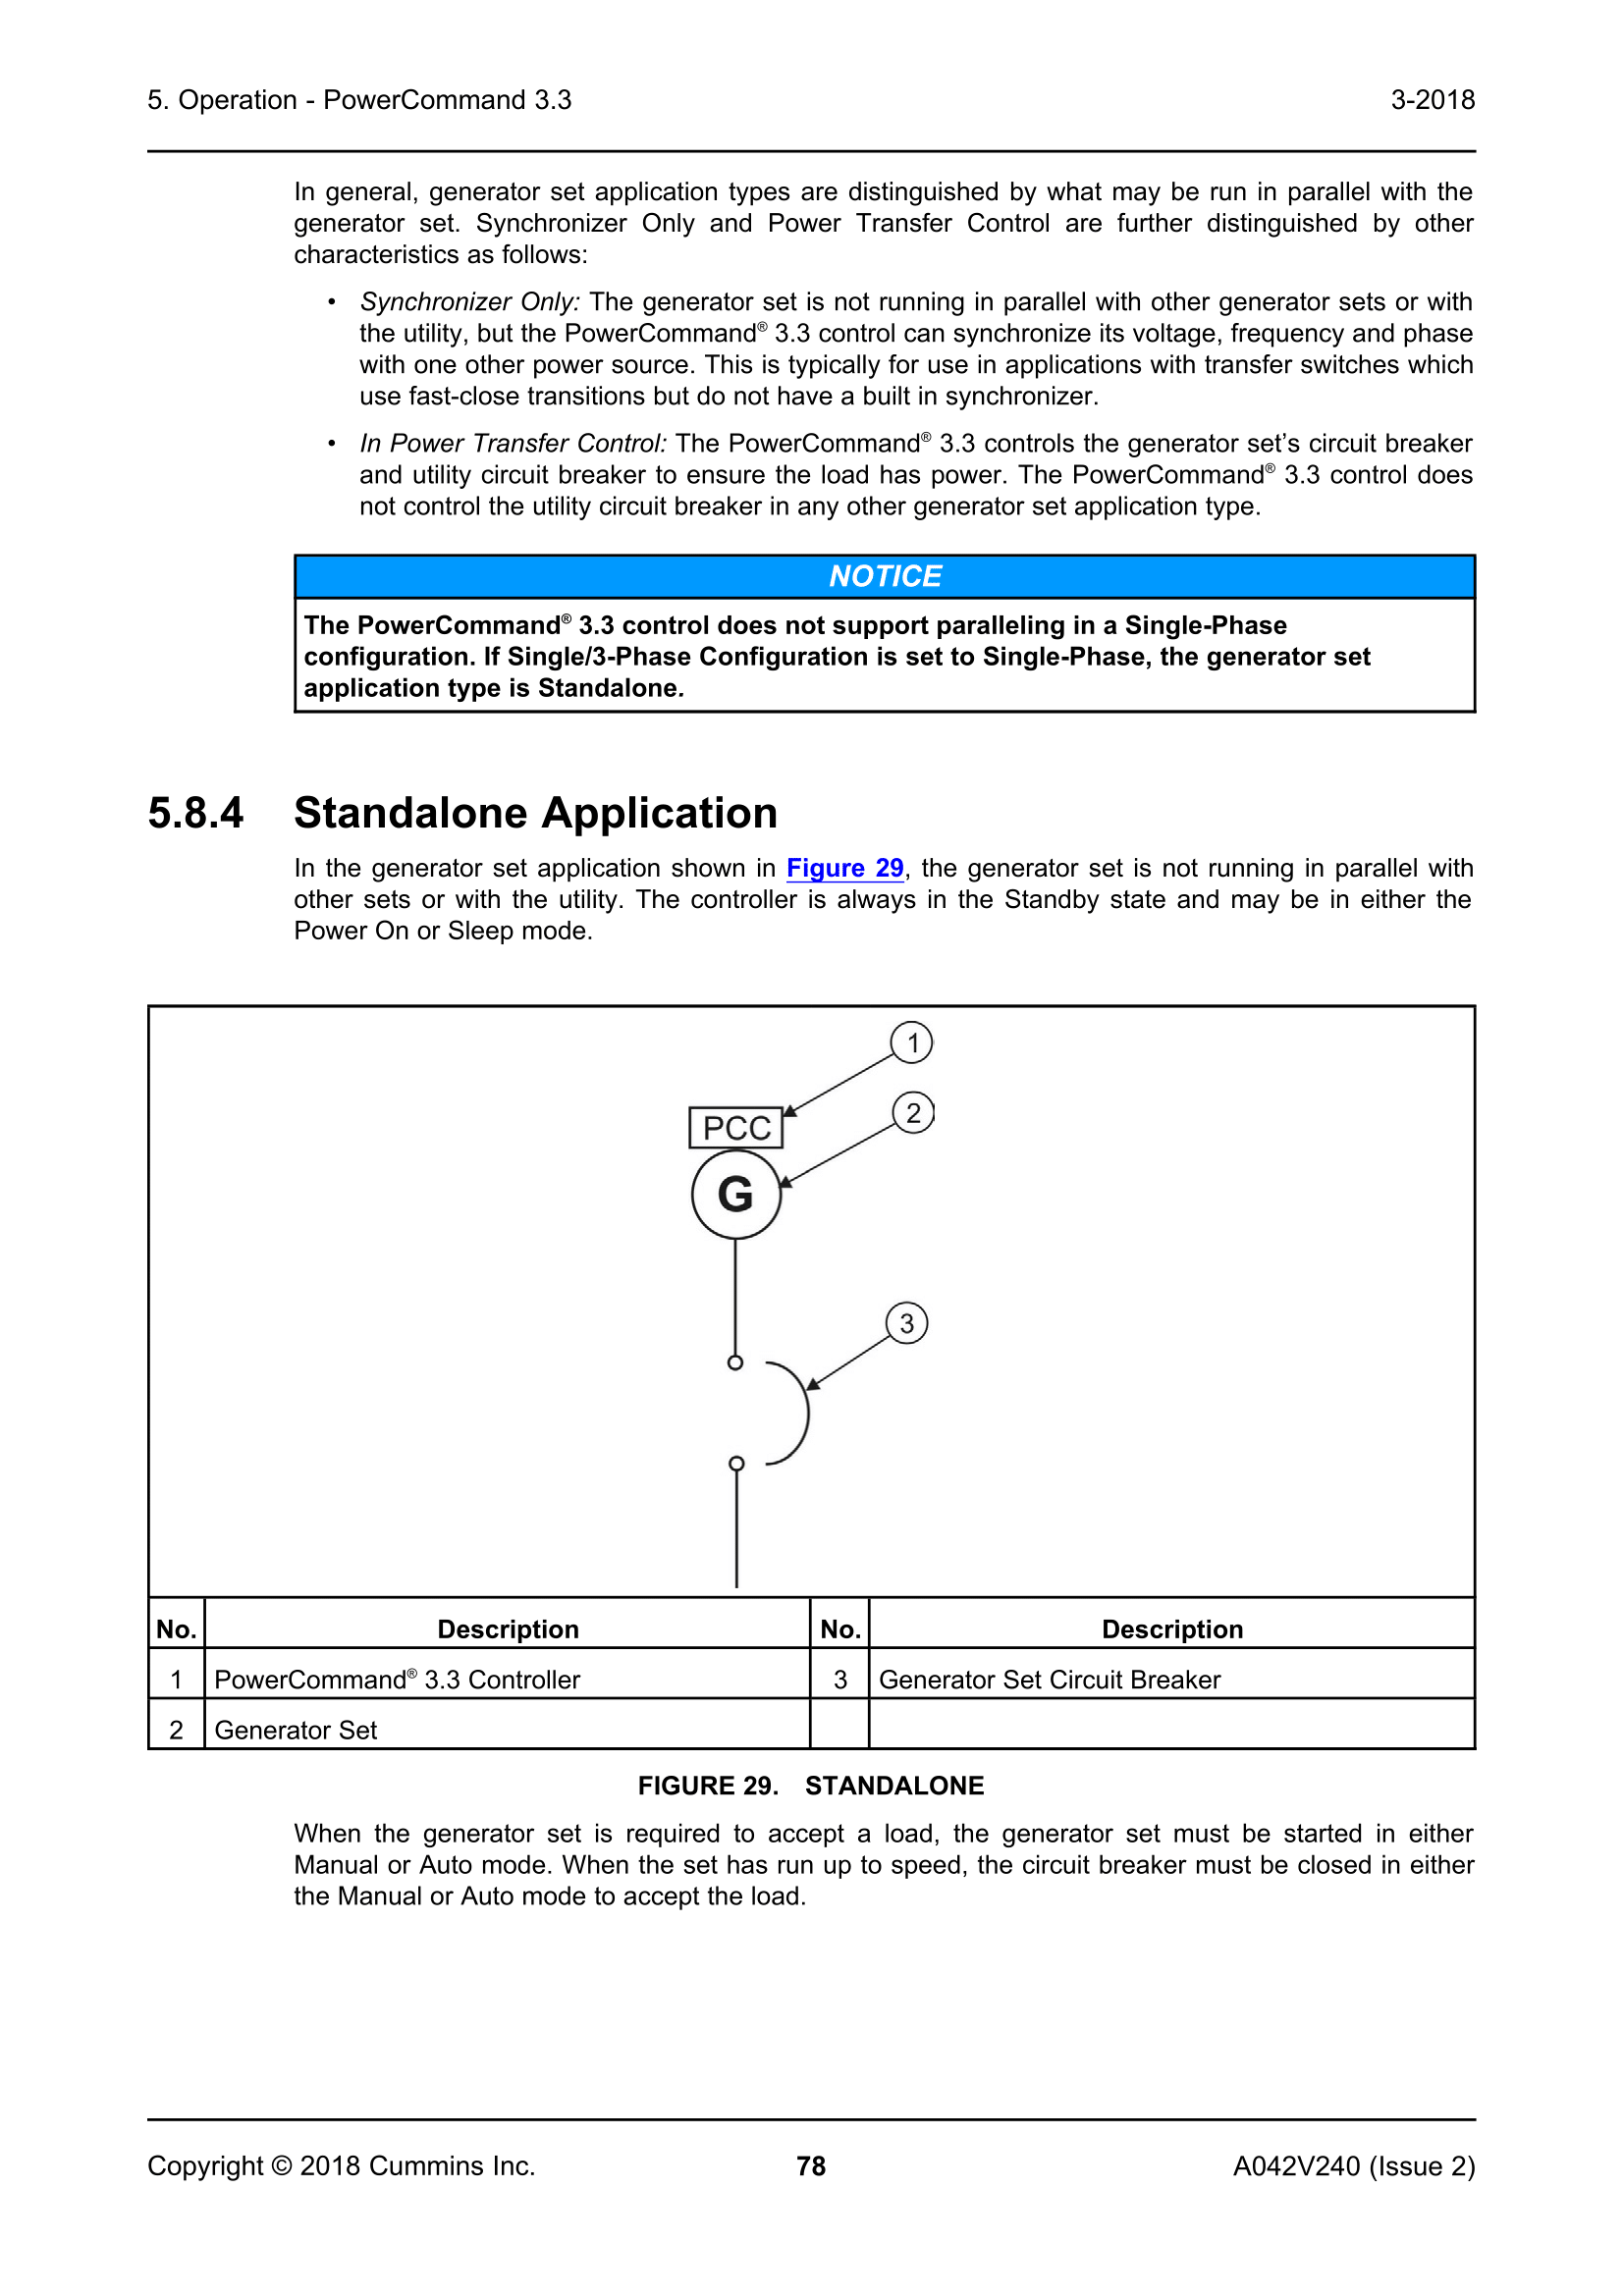 5. Operation - PowerCommand 3.3 3-2018
In general, generator set application types are distinguished by what may be run in parallel with the
generator set. Synchronizer Only and Power Transfer Control are further distinguished by other
characteristics as follows:
• Synchronizer Only: The generator set is not running in parallel with other generator sets or with
the utility, but the PowerCommand® 3.3 control can synchronize its voltage, frequency and phase
with one other power source. This is typically for use in applications with transfer switches which
use fast-close transitions but do not have a built in synchronizer.
• In Power Transfer Control: The PowerCommand® 3.3 controls the generator set’s circuit breaker
and utility circuit breaker to ensure the load has power. The PowerCommand® 3.3 control does
not control the utility circuit breaker in any other generator set application type.
NOTICE
The PowerCommand® 3.3 control does not support paralleling in a Single-Phase
configuration. If Single/3-Phase Configuration is set to Single-Phase, the generator set
application type is Standalone.
5.8.4 Standalone Application
In the generator set application shown in Figure 29, the generator set is not running in parallel with
other sets or with the utility. The controller is always in the Standby state and may be in either the
Power On or Sleep mode.
1
PCC
2
G
3
No. Description No. Description
1 PowerCommand® 3.3 Controller 3 Generator Set Circuit Breaker
2 Generator Set
FIGURE 29. STANDALONE
When the generator set is required to accept a load, the generator set must be started in either
Manual or Auto mode. When the set has run up to speed, the circuit breaker must be closed in either
the Manual or Auto mode to accept the load.
Copyright © 2018 Cummins Inc. 78 A042V240 (Issue 2)